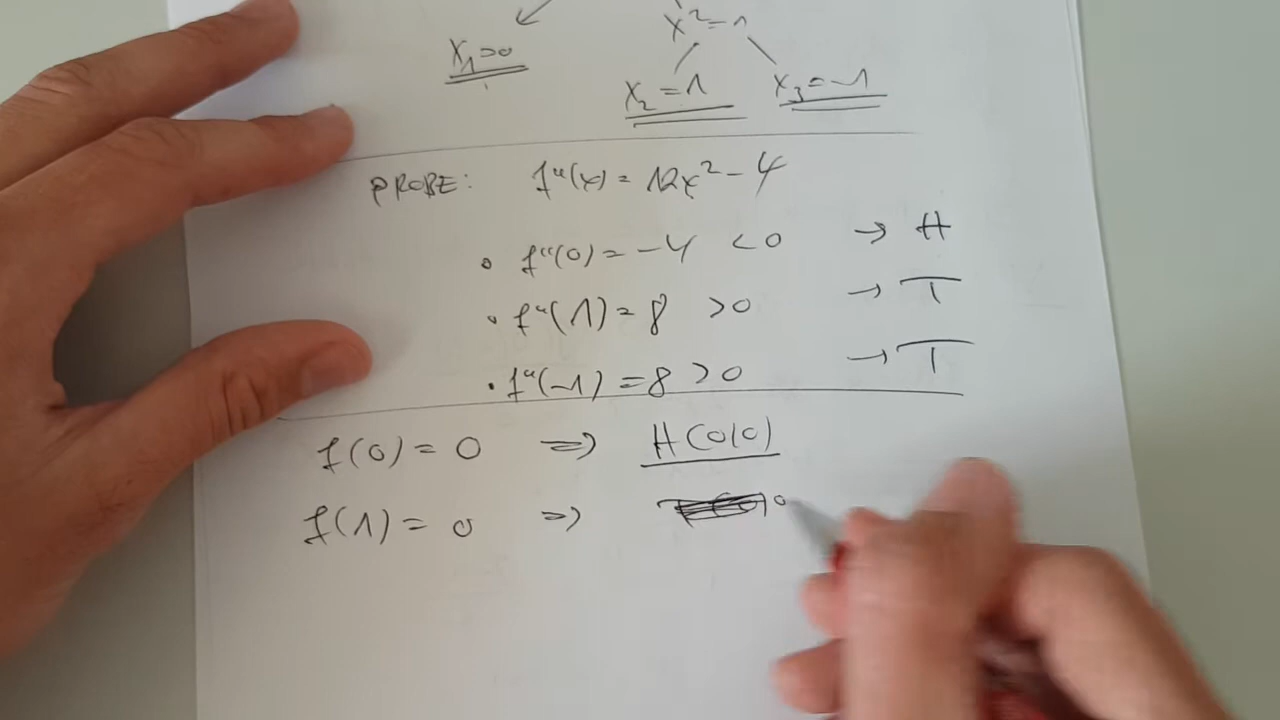 x² = 1
x₁ = 0
x₂ = 1 x₃ = -1
PROBE: f"(x) = 12x² - 4
• f"(0) = -4 < 0 → H
• f"(1) = 8 > 0 → T
• f"(-1) = 8 > 0 → T
f(0) = 0 ⇒ H(0|0)
f(1) = 0 ⇒